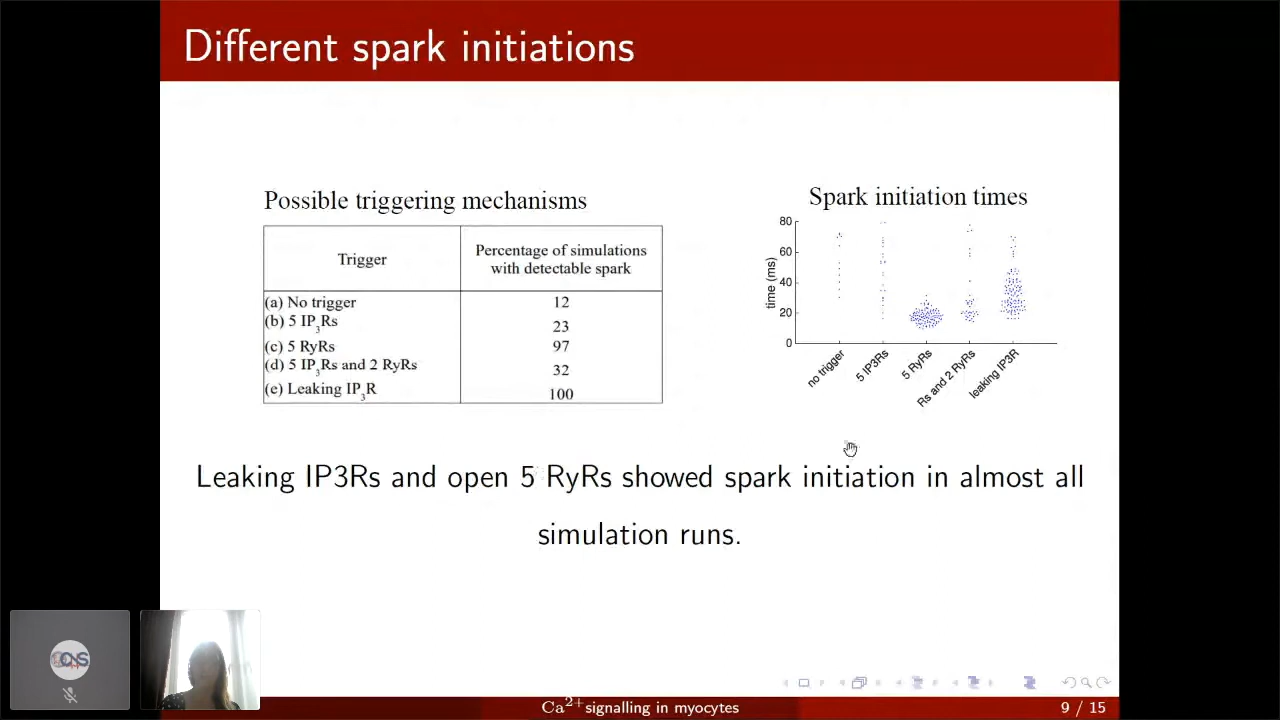 Different spark initiations
Possible triggering mechanisms
Trigger
Percentage of simulations
with detectable spark
(a) No trigger 12
(b) 5 IP3Rs 23
(c) 5 RyRs 97
(d) 5 IP3Rs and 2 RyRs 32
(e) Leaking IP3R 100
Spark initiation times
80
60
40
20
0
time (ms)
no trigger
5 IP3Rs
5 RyRs
Rs and 2 RyRs
leaking IP3R
Leaking IP3Rs and open 5 RyRs showed spark initiation in almost all
simulation runs.
Ca2+signalling in myocytes 9 / 15